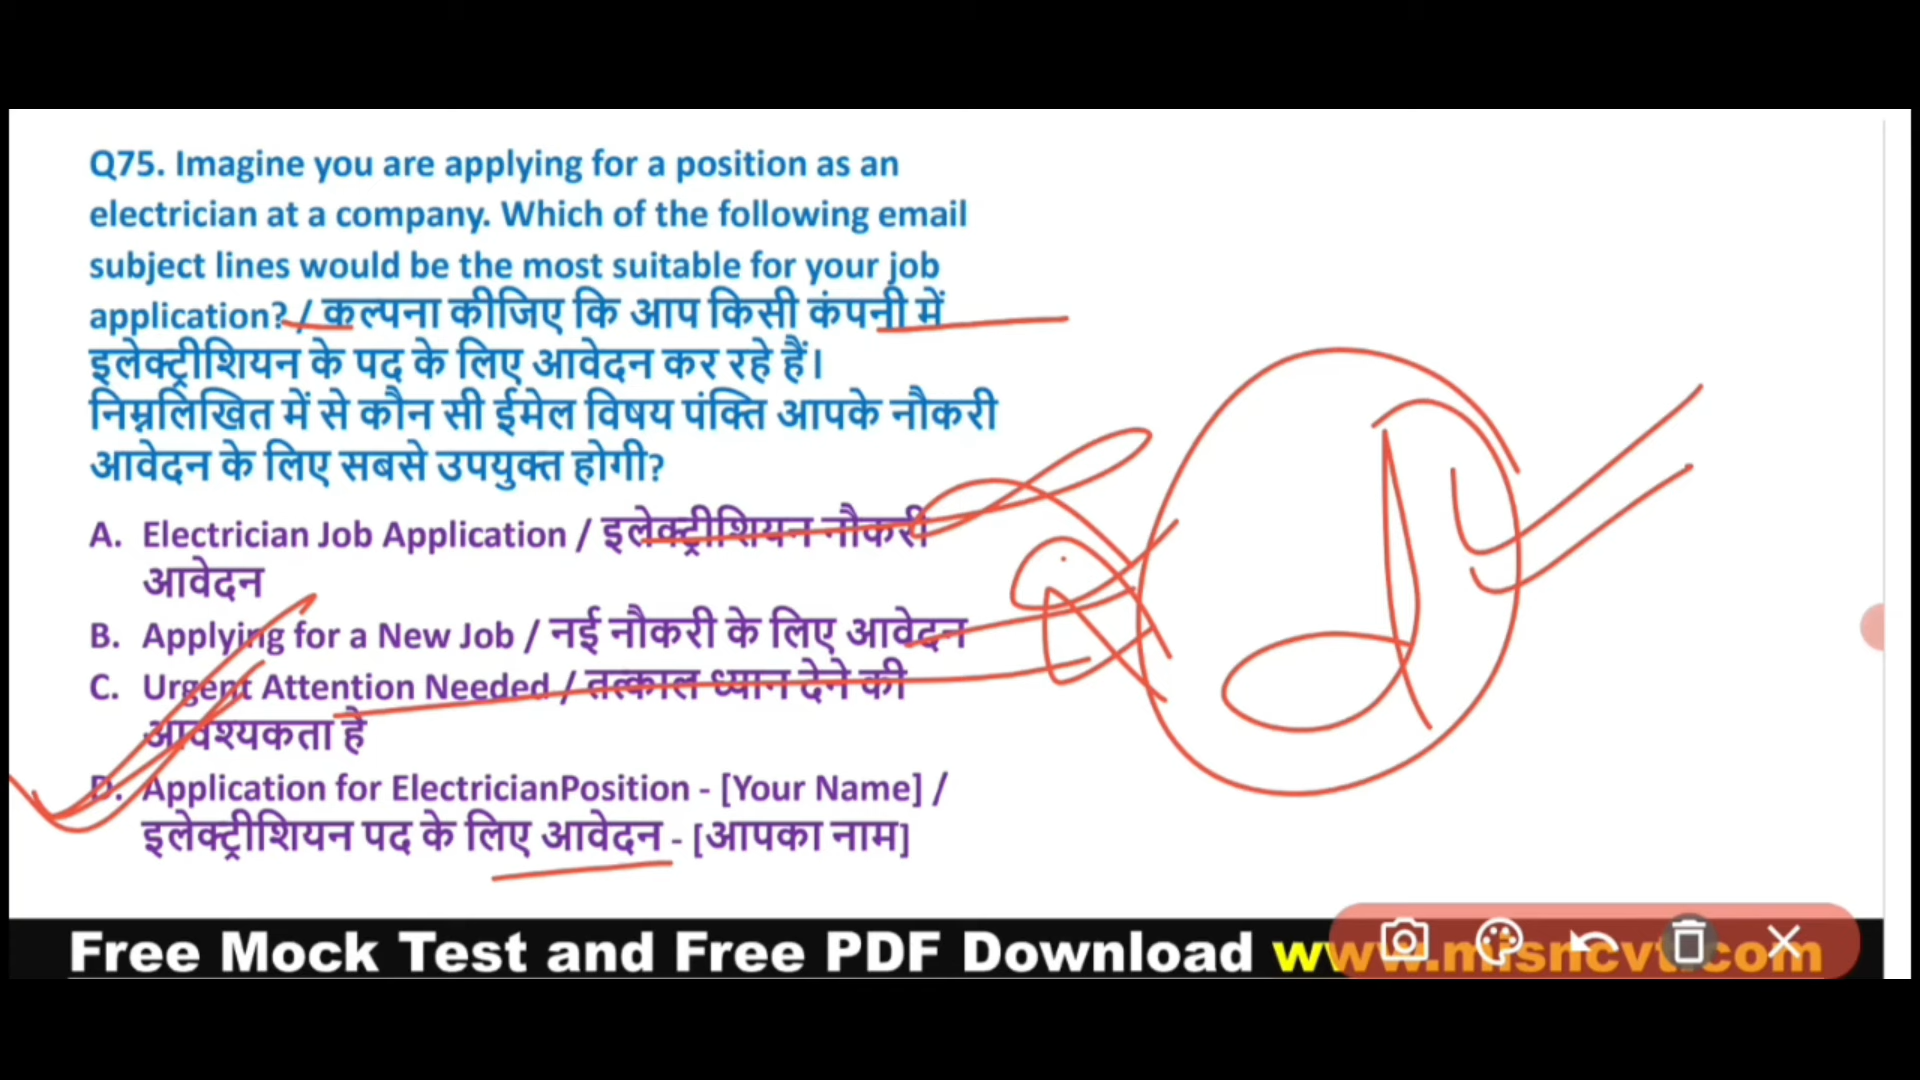 Q75. Imagine you are applying for a position as an
electrician at a company. Which of the following email
subject lines would be the most suitable for your job
application? / कल्पना कीजिए कि आप किसी कंपनी में
इलेक्ट्रीशियन के पद के लिए आवेदन कर रहे हैं।
निम्नलिखित में से कौन सी ईमेल विषय पंक्ति आपके नौकरी
आवेदन के लिए सबसे उपयुक्त होगी?
A. Electrician Job Application / इलेक्ट्रीशियन नौकरी
आवेदन
B. Applying for a New Job / नई नौकरी के लिए आवेदन
C. Urgent Attention Needed / तत्काल ध्यान देने की
आवश्यकता है
D. Application for ElectricianPosition - [Your Name] /
इलेक्ट्रीशियन पद के लिए आवेदन - [आपका नाम]
Free Mock Test and Free PDF Download www.misncvt.com